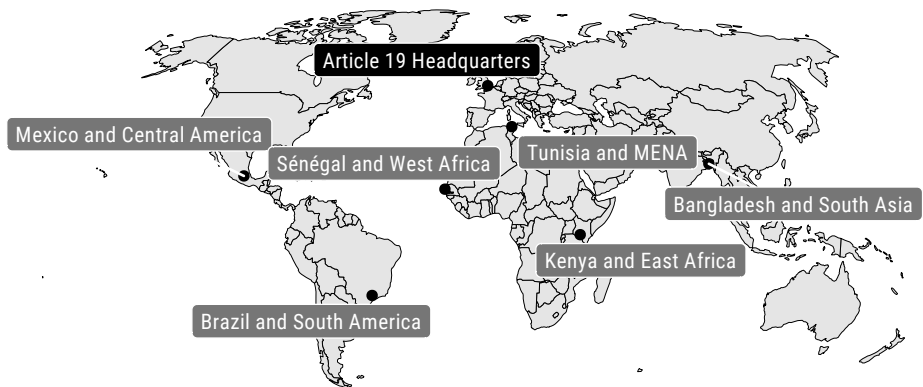 Article 19 Headquarters
Mexico and Central America
Sénégal and West Africa
Tunisia and MENA
Bangladesh and South Asia
Kenya and East Africa
Brazil and South America